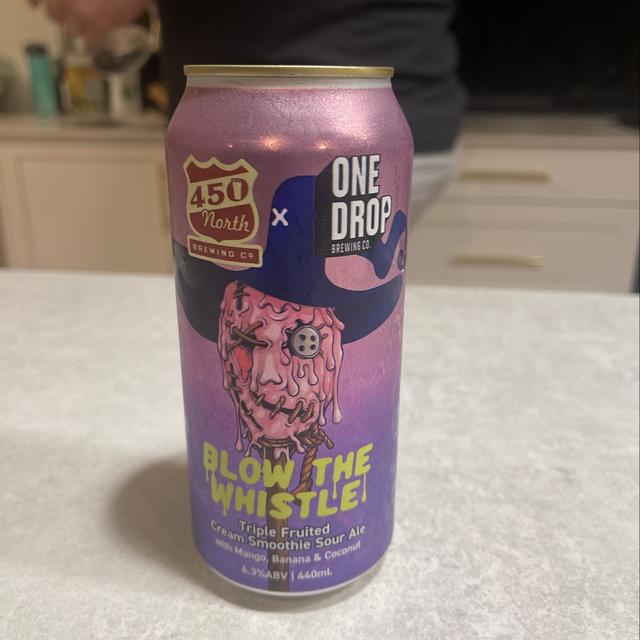 450
North
BREWING CO
X
ONE
DROP
BREWING CO.
BLOW THE
WHISTLE
Triple Fruited
Cream Smoothie Sour Ale
with Mango, Banana & Coconut
6.3%ABV | 440mL